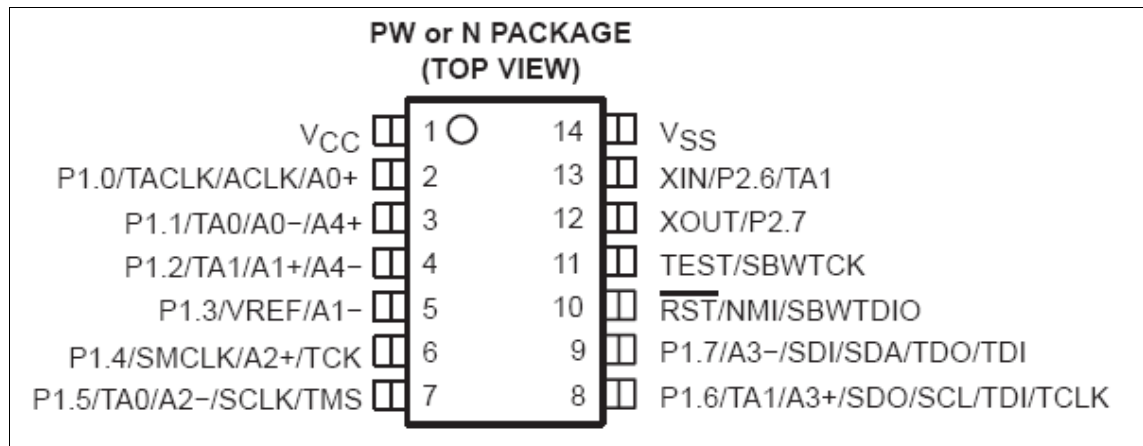 PW or N PACKAGE
(TOP VIEW)
VCC 1 14 VSS
P1.0/TACLK/ACLK/A0+ 2 13 XIN/P2.6/TA1
P1.1/TA0/A0−/A4+ 3 12 XOUT/P2.7
P1.2/TA1/A1+/A4− 4 11 TEST/SBWTCK
P1.3/VREF/A1− 5 10 RST/NMI/SBWTDIO
P1.4/SMCLK/A2+/TCK 6 9 P1.7/A3−/SDI/SDA/TDO/TDI
P1.5/TA0/A2−/SCLK/TMS 7 8 P1.6/TA1/A3+/SDO/SCL/TDI/TCLK